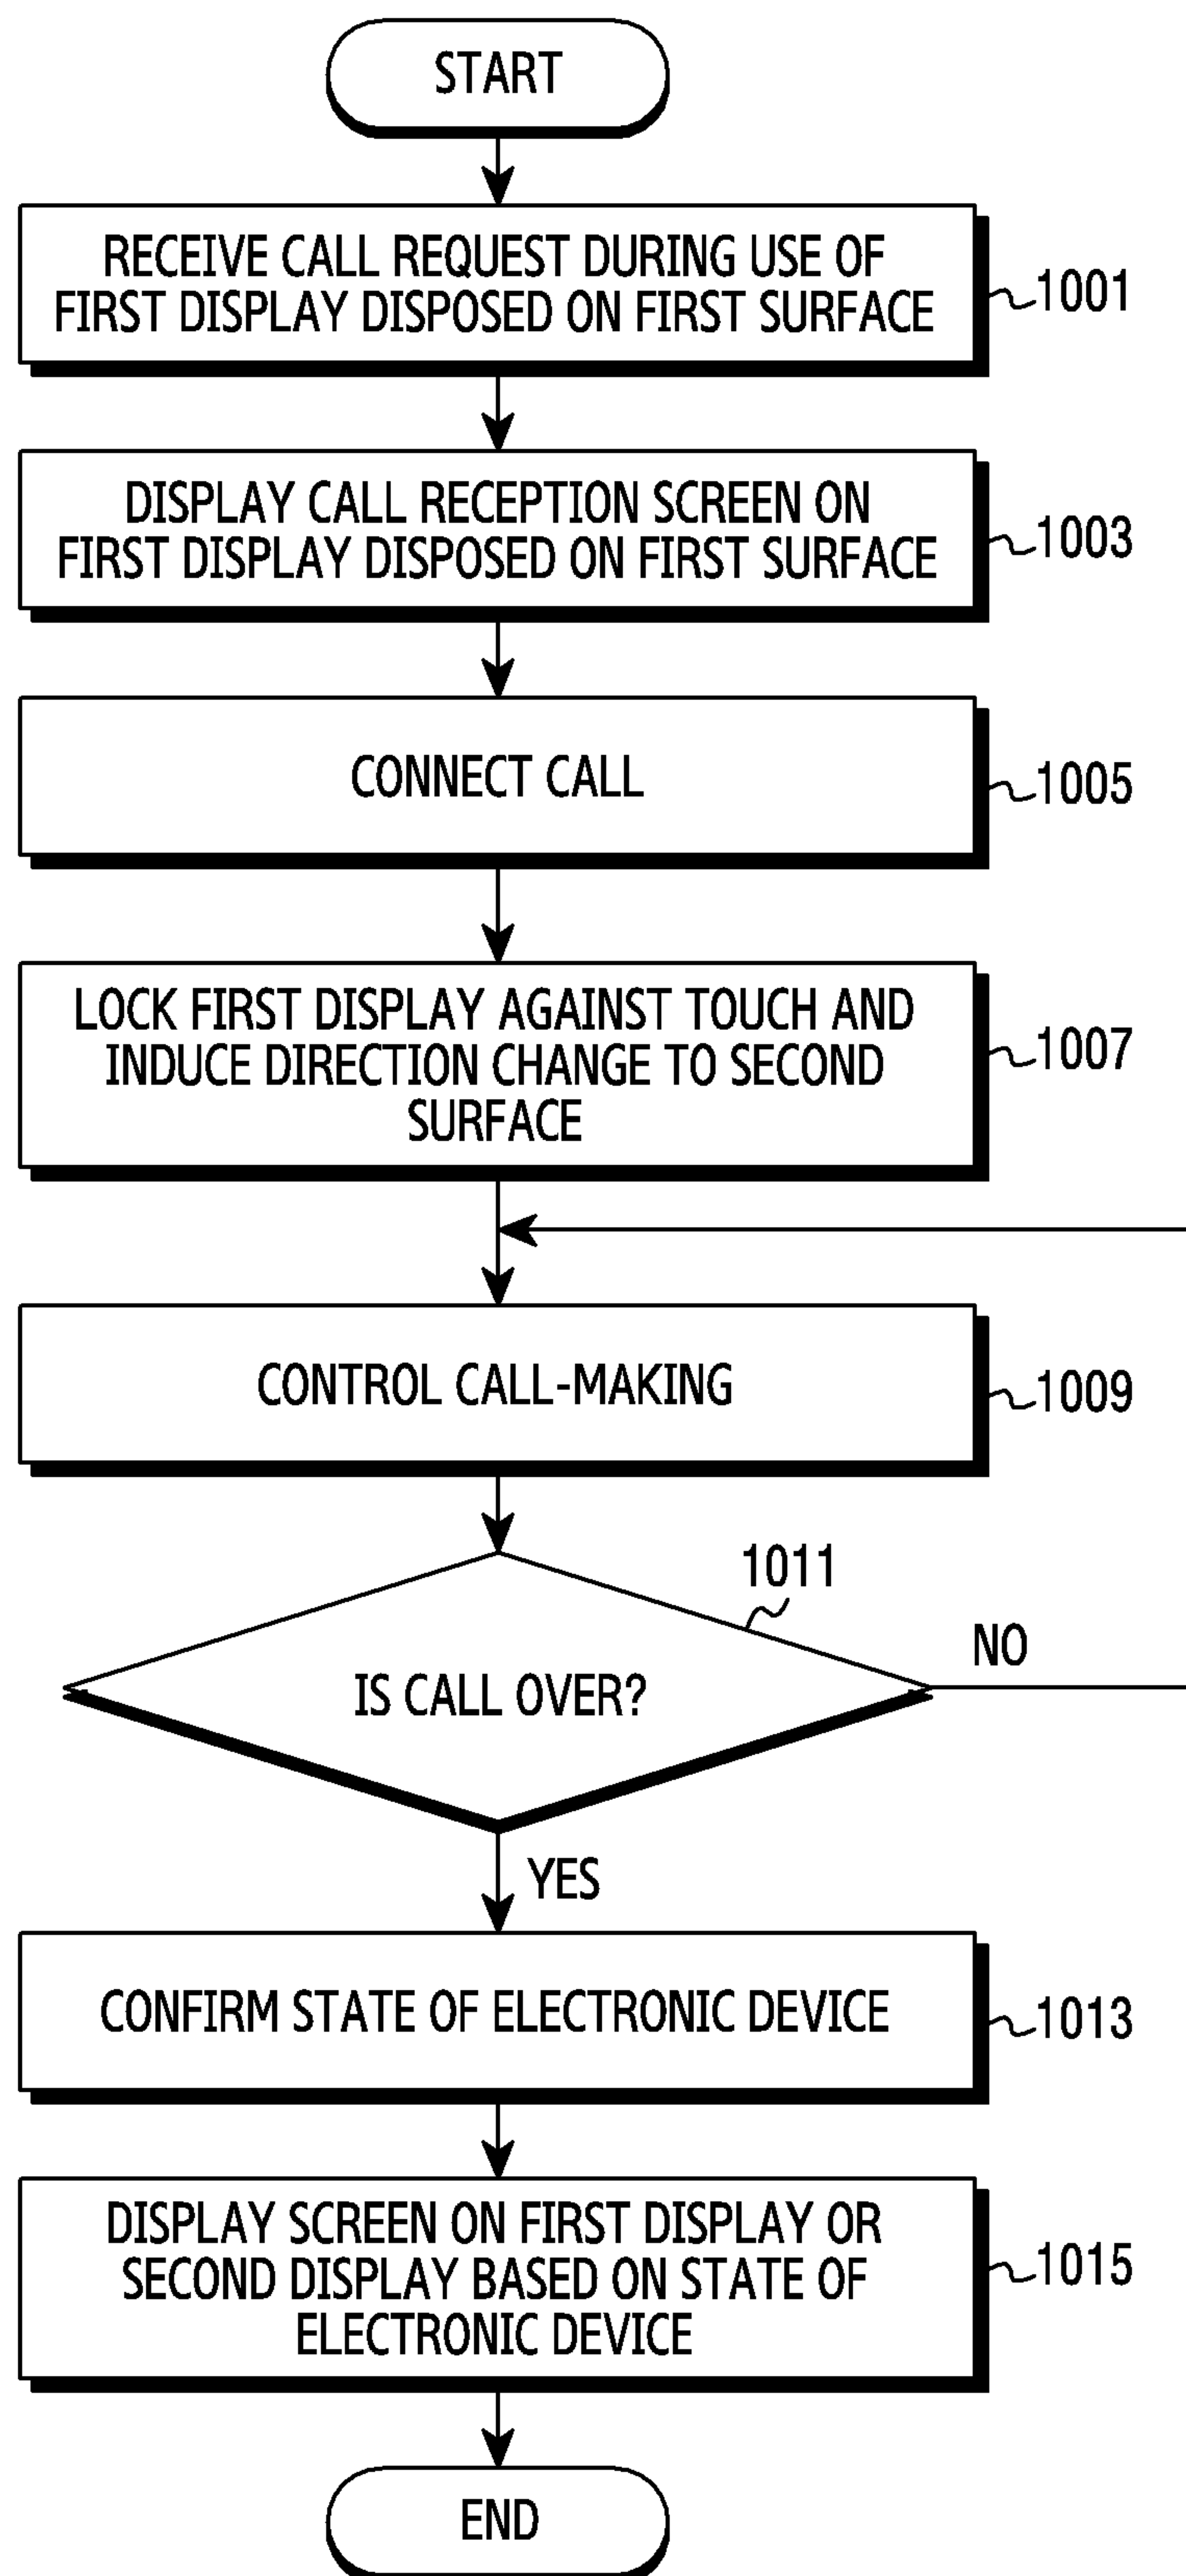 START
RECEIVE CALL REQUEST DURING USE OF
FIRST DISPLAY DISPOSED ON FIRST SURFACE
1001
DISPLAY CALL RECEPTION SCREEN ON
FIRST DISPLAY DISPOSED ON FIRST SURFACE
1003
CONNECT CALL
1005
LOCK FIRST DISPLAY AGAINST TOUCH AND
INDUCE DIRECTION CHANGE TO SECOND
SURFACE
1007
CONTROL CALL-MAKING
1009
1011
IS CALL OVER?
NO
YES
CONFIRM STATE OF ELECTRONIC DEVICE
1013
DISPLAY SCREEN ON FIRST DISPLAY OR
SECOND DISPLAY BASED ON STATE OF
ELECTRONIC DEVICE
1015
END